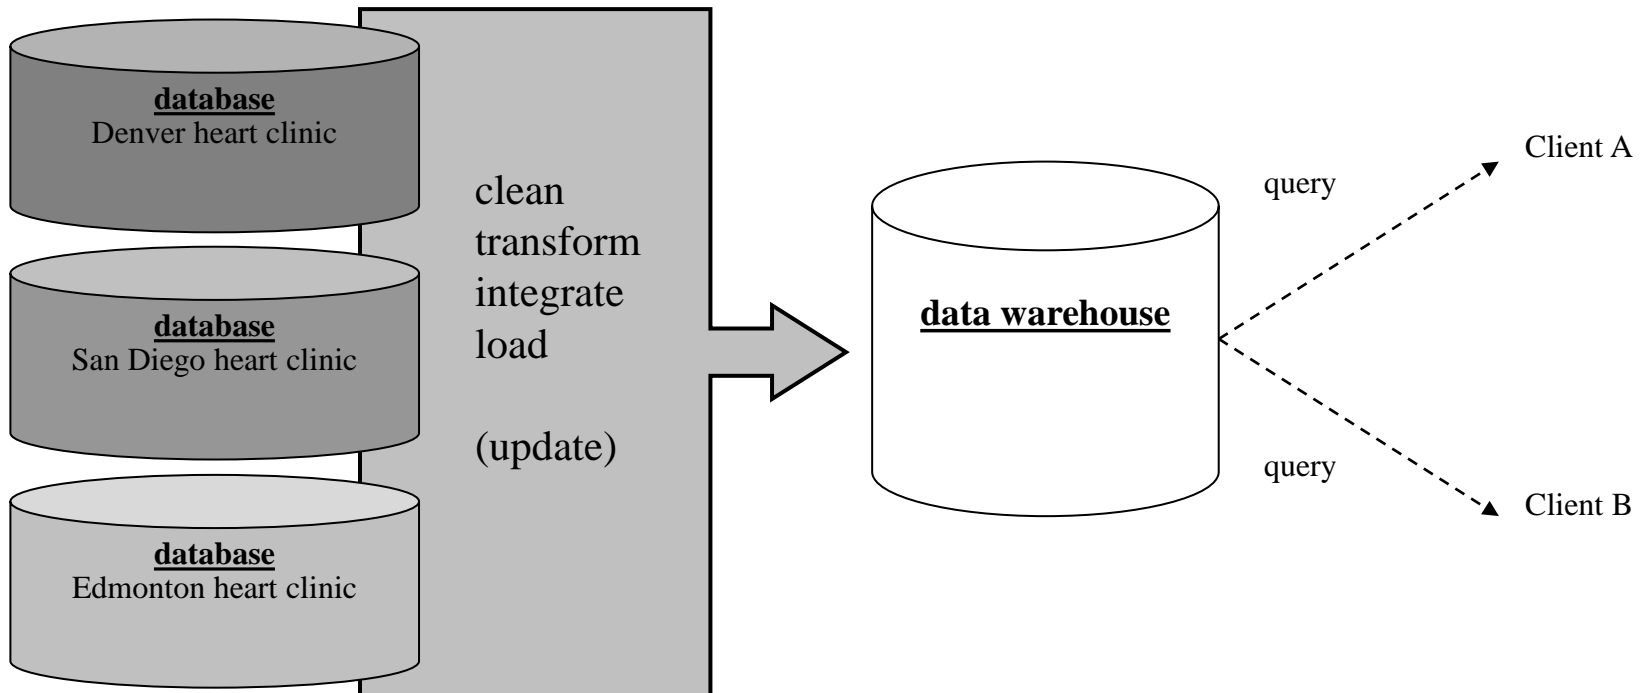 database
Denver heart clinic
database
San Diego heart clinic
database
Edmonton heart clinic
clean
transform
integrate
load
(update)
data warehouse
query
Client A
query
Client B